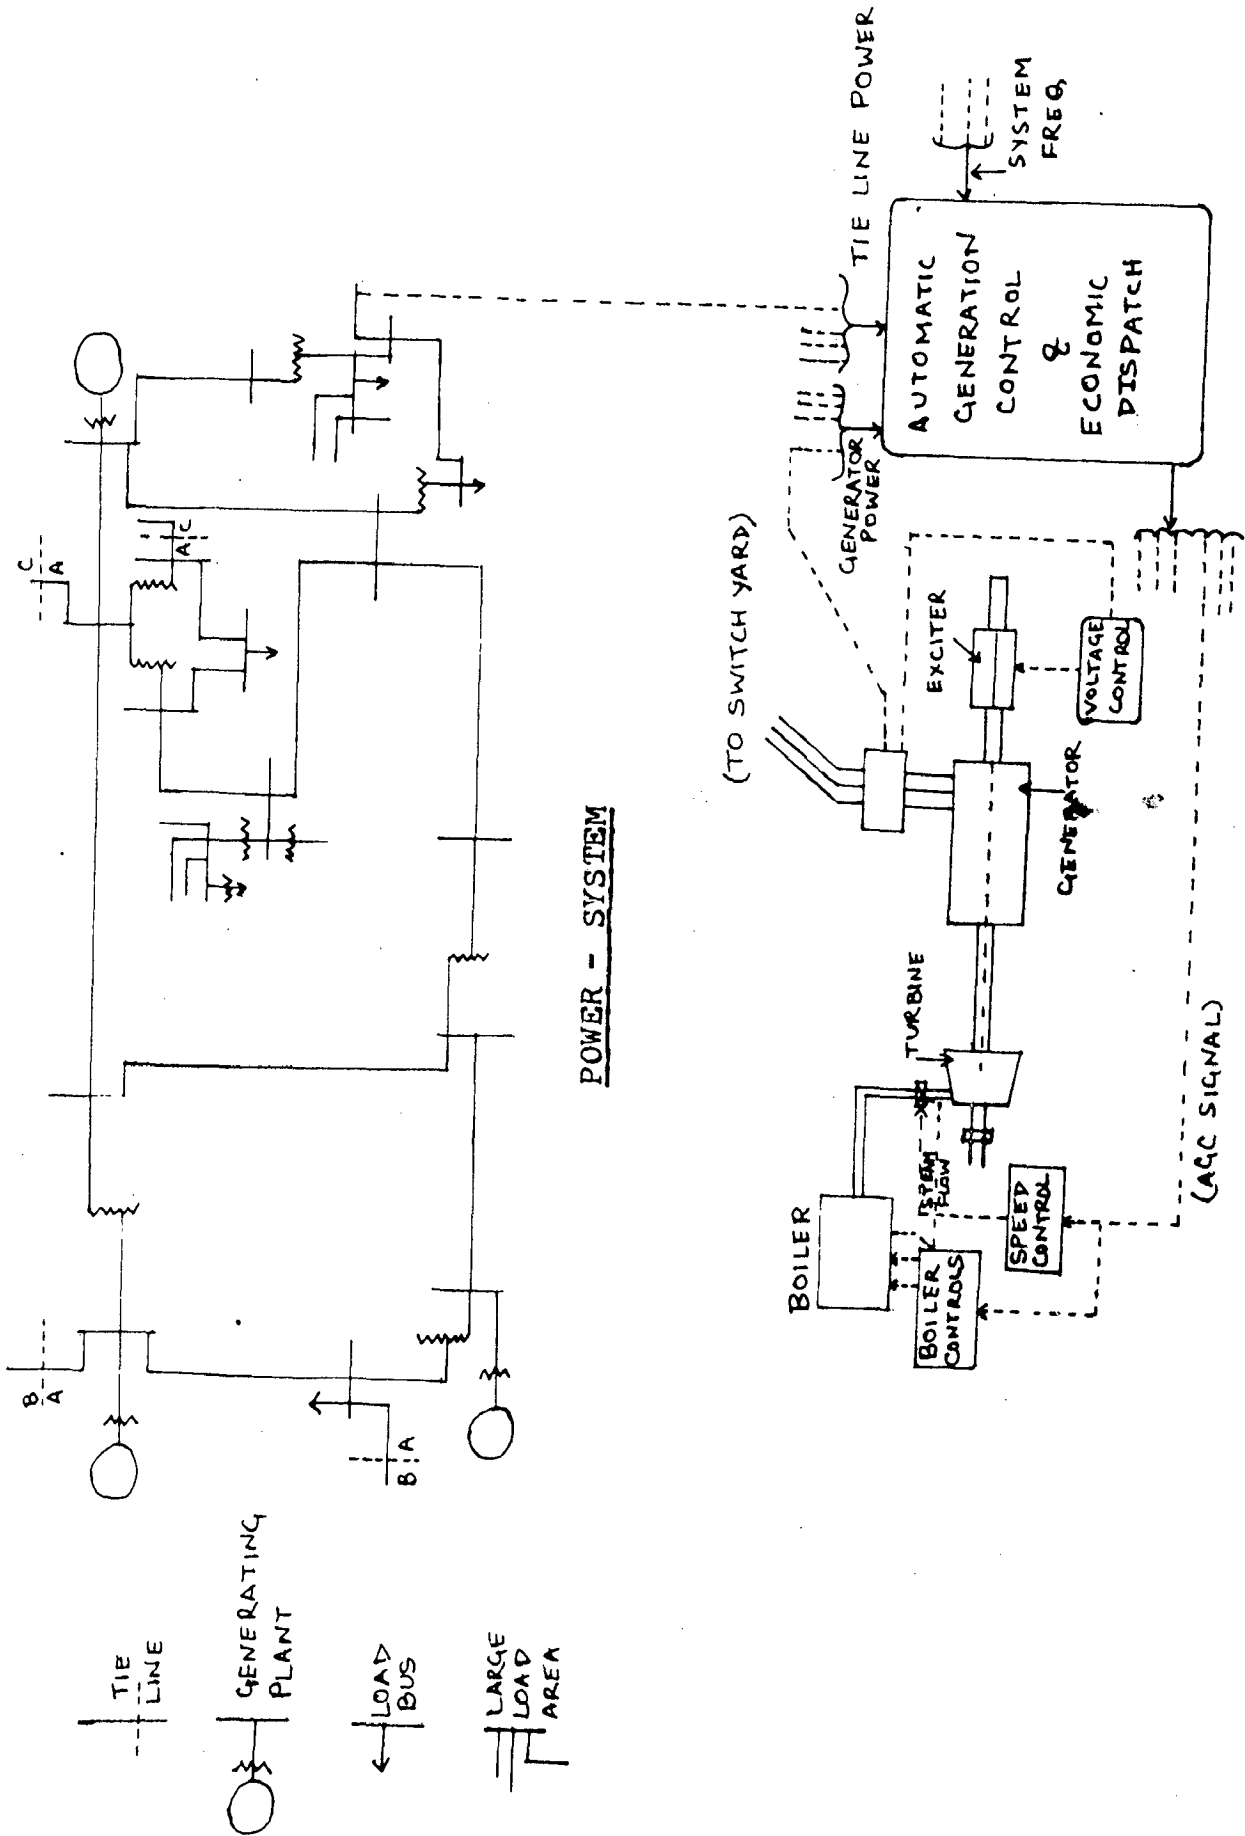 TIE
LINE
GENERATING
PLANT
LOAD
BUS
LARGE
LOAD
AREA
B
A
B
A
C
A
A
C
POWER - SYSTEM
BOILER
BOILER
CONTROLS
STEAM
FLOW
SPEED
CONTROL
TURBINE
(AGC SIGNAL)
GENERATOR
(TO SWITCH YARD)
EXCITER
VOLTAGE
CONTROL
GENERATOR
POWER
TIE LINE POWER
AUTOMATIC
GENERATION
CONTROL
&
ECONOMIC
DISPATCH
SYSTEM
FREQ,